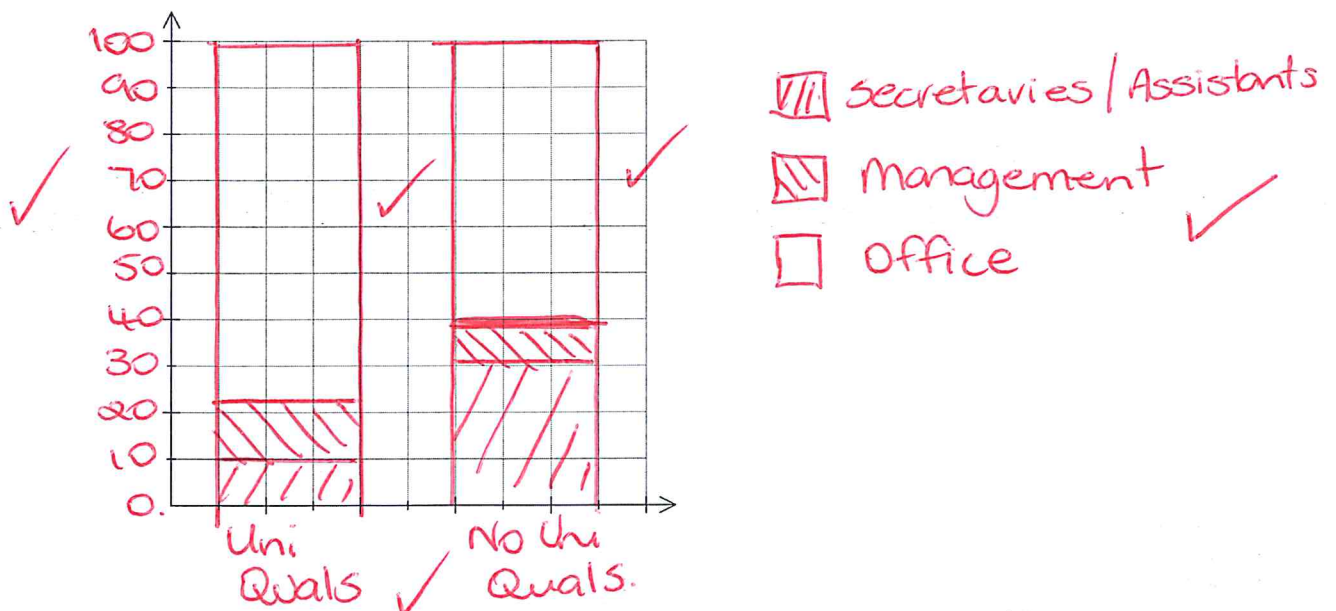 100
90
80
70
60
50
40
30
20
10
0.
Uni
Quals
No Uni
Quals.
Secretaries / Assistants
Management
Office